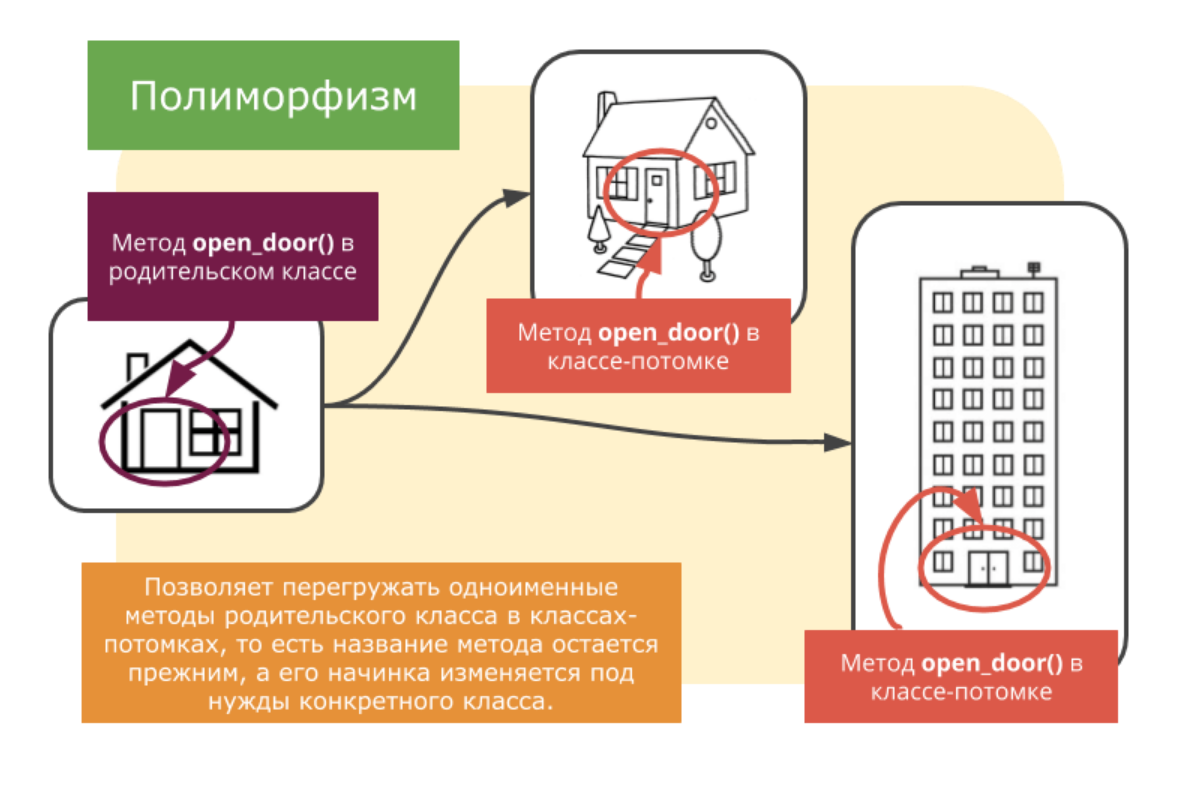 Полиморфизм
Метод open_door() в
родительском классе
Метод open_door() в
классе-потомке
Метод open_door() в
классе-потомке
Позволяет перегружать одноименные
методы родительского класса в классах-
потомках, то есть название метода остается
прежним, а его начинка изменяется под
нужды конкретного класса.